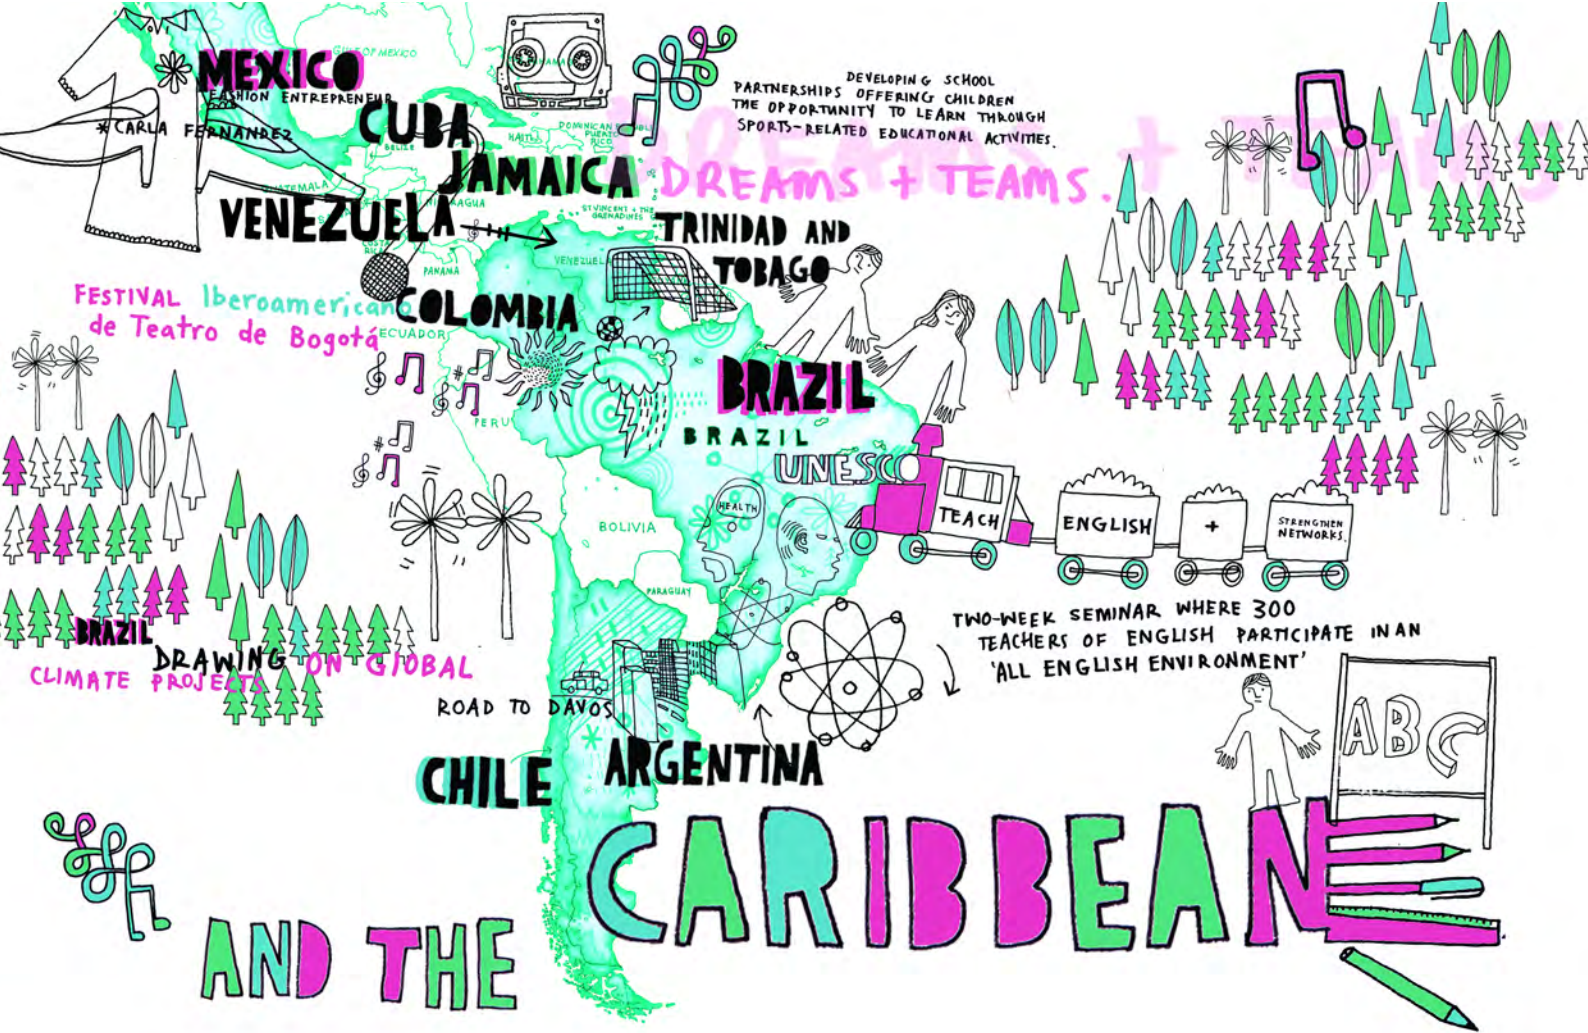 GULF OF MEXICO
MEXICO
FASHION ENTREPRENEUR
* CARLA FERNANDEZ
CUBA
BELIZE
HAITI
DOMINICAN
PUERTO
RICO
JAMAICA
GUATEMALA
NICARAGUA
ST VINCENT + THE
GRENADINES
DEVELOPING SCHOOL
PARTNERSHIPS OFFERING CHILDREN
THE OPPORTUNITY TO LEARN THROUGH
SPORTS-RELATED EDUCATIONAL ACTIVITIES.
DREAMS + TEAMS
DREAMS + TEAMS.
VENEZUELA
COSTA
PANAMA
VENEZUELA
TRINIDAD AND
TOBAGO
FESTIVAL Iberoamericano
de Teatro de Bogotá
COLOMBIA
ECUADOR
PERU
BRAZIL
BRAZIL
UNESCO
HEALTH
TEACH
ENGLISH
+
STRENGTHEN
NETWORKS.
BOLIVIA
PARAGUAY
TWO-WEEK SEMINAR WHERE 300
TEACHERS OF ENGLISH PARTICIPATE IN AN
'ALL ENGLISH ENVIRONMENT'
BRAZIL
DRAWING ON GLOBAL
CLIMATE PROJECTS
ROAD TO DAVOS
CHILE
ARGENTINA
ABC
AND THE
CARIBBEAN